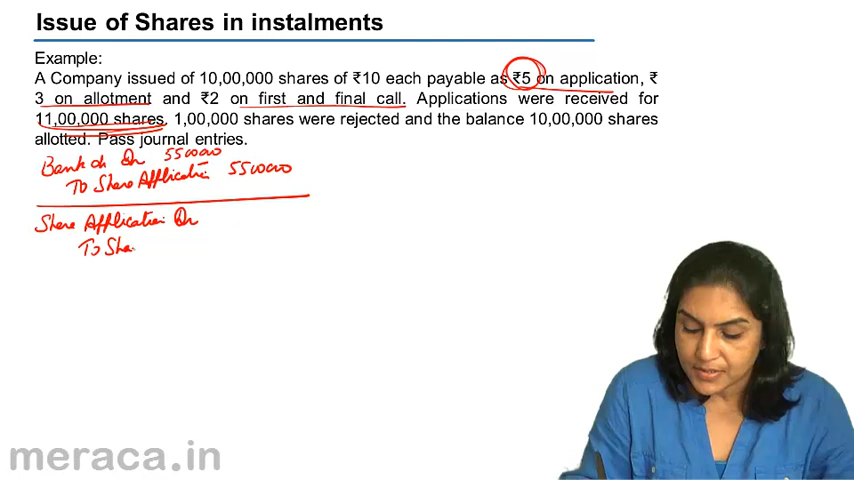 Issue of Shares in instalments
Example:
A Company issued of 10,00,000 shares of ₹10 each payable as ₹5 on application, ₹
3 on allotment and ₹2 on first and final call. Applications were received for
11,00,000 shares. 1,00,000 shares were rejected and the balance 10,00,000 shares
allotted. Pass journal entries.
Bank a/c Dr 5500000
To Share Application 5500000
Share Application Dr
To Sha
meraca.in